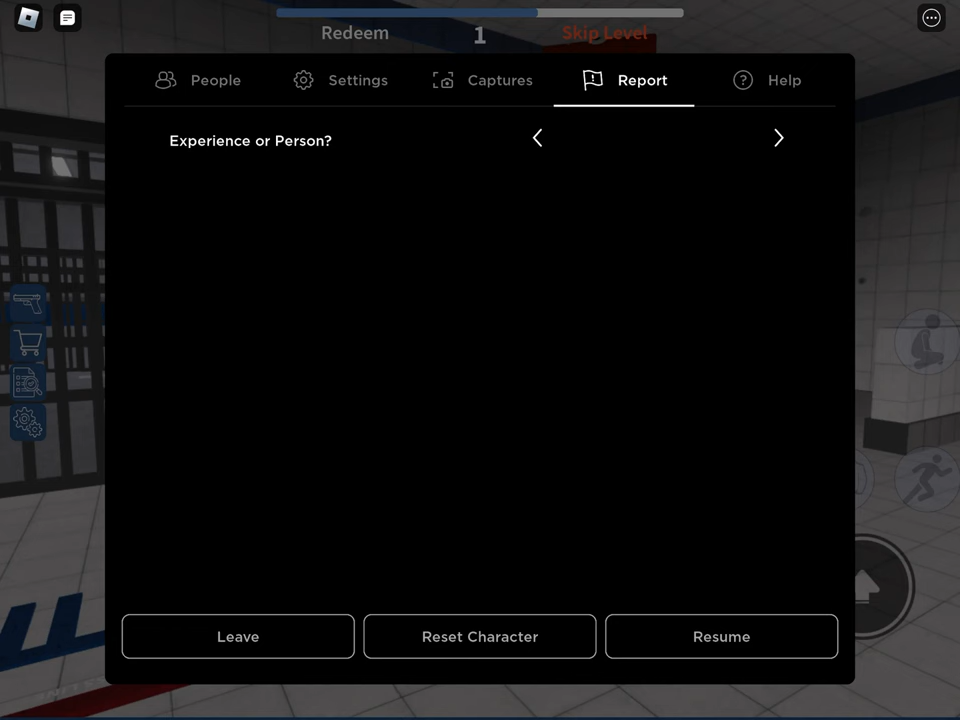 Redeem 1 Skip Level
People Settings Captures Report Help
Experience or Person?
Leave Reset Character Resume